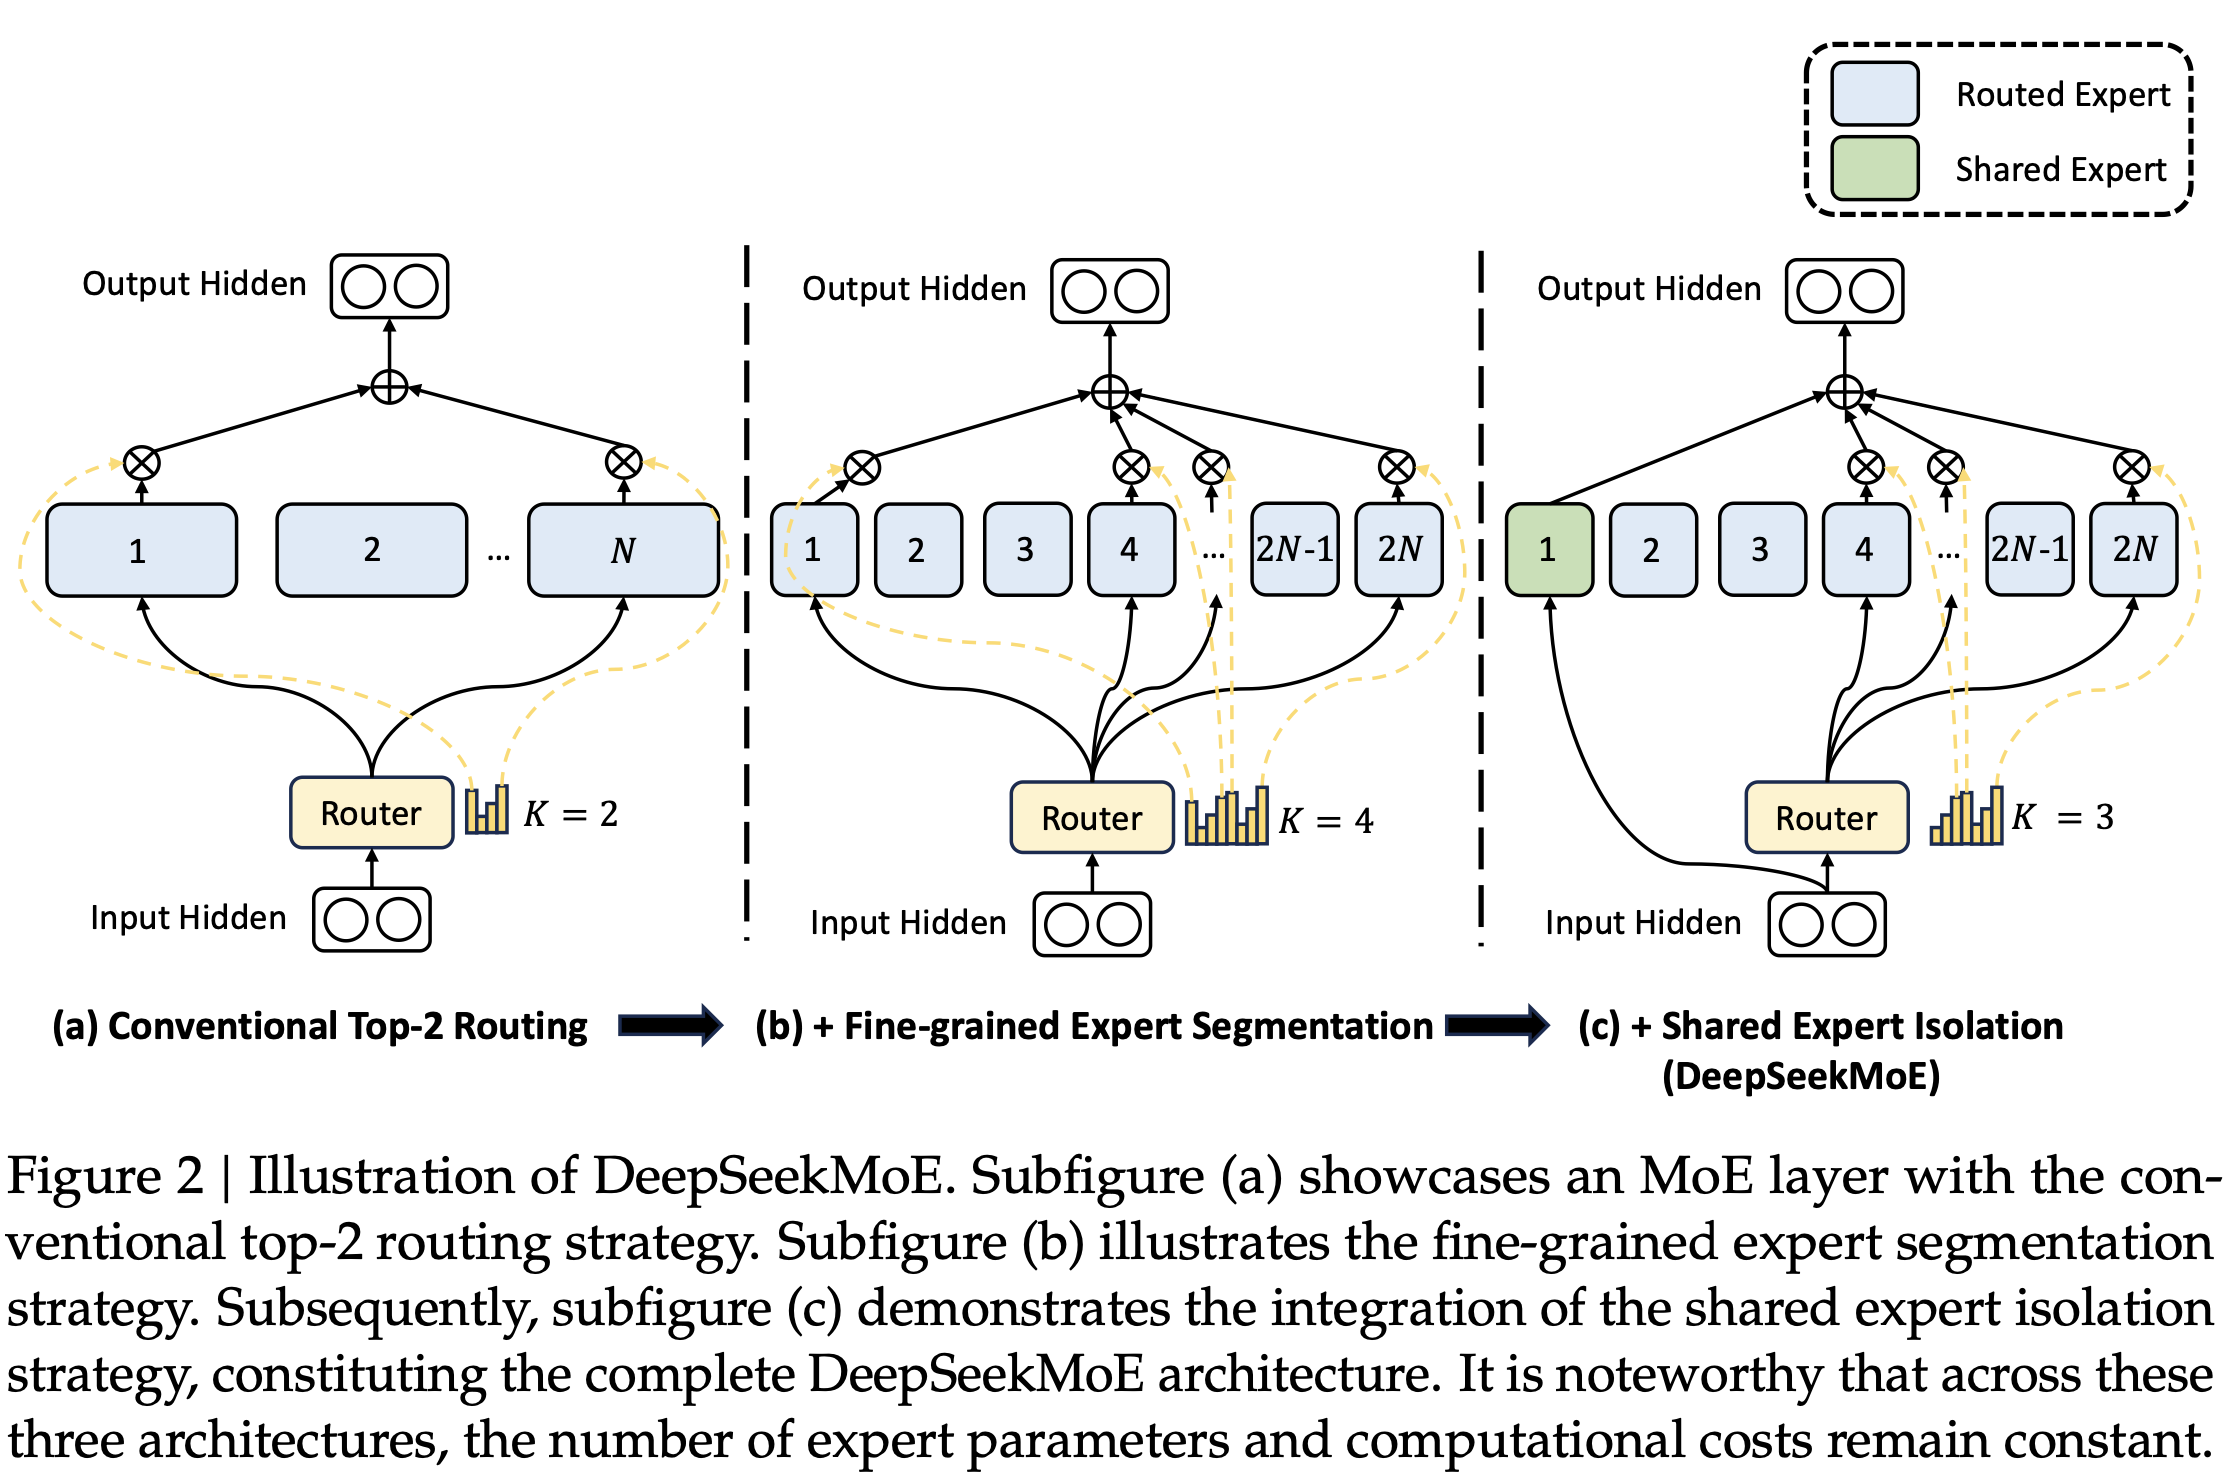 Routed Expert
Shared Expert
Output Hidden
1
2
...
N
Router
K = 2
Input Hidden
(a) Conventional Top-2 Routing
Output Hidden
1
2
3
4
...
2N-1
2N
Router
K = 4
Input Hidden
(b) + Fine-grained Expert Segmentation
Output Hidden
1
2
3
4
...
2N-1
2N
Router
K = 3
Input Hidden
(c) + Shared Expert Isolation
(DeepSeekMoE)
Figure 2 | Illustration of DeepSeekMoE. Subfigure (a) showcases an MoE layer with the con-
ventional top-2 routing strategy. Subfigure (b) illustrates the fine-grained expert segmentation
strategy. Subsequently, subfigure (c) demonstrates the integration of the shared expert isolation
strategy, constituting the complete DeepSeekMoE architecture. It is noteworthy that across these
three architectures, the number of expert parameters and computational costs remain constant.